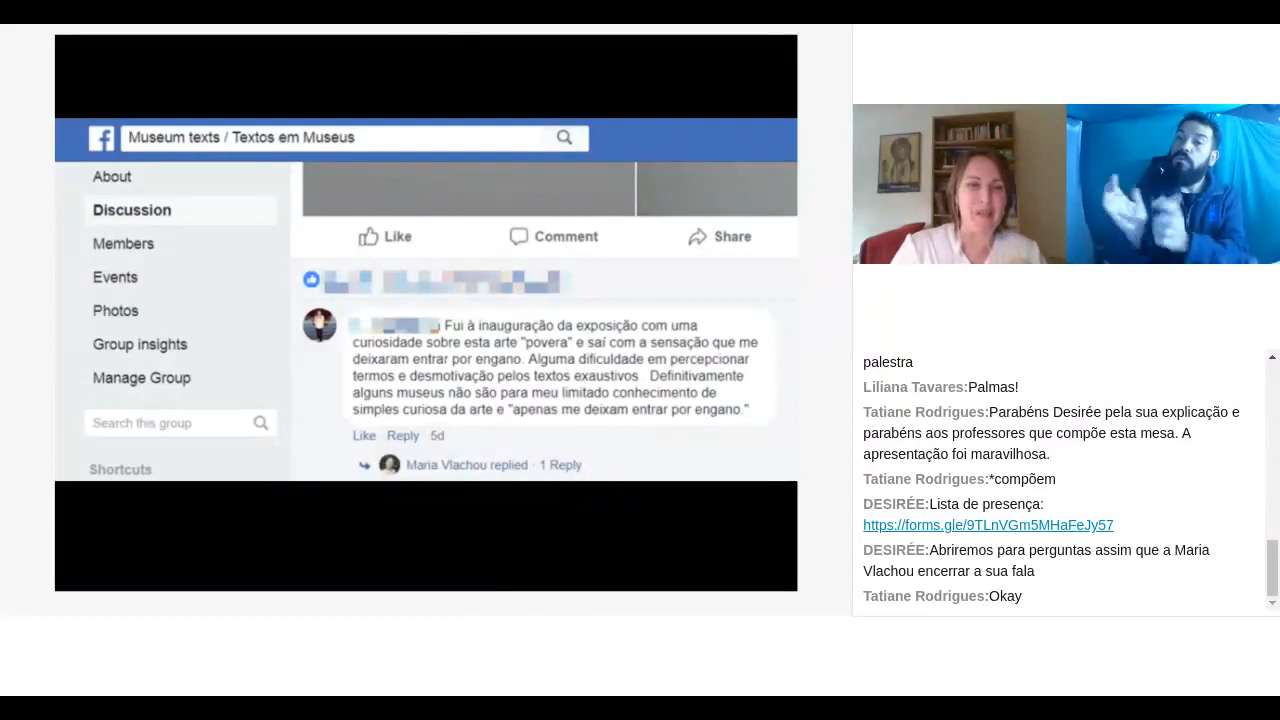 Museum texts / Textos em Museus
About
Discussion
Members
Events
Photos
Group insights
Manage Group
Search this group
Shortcuts
Like Comment Share
Fui à inauguração da exposição com uma
curiosidade sobre esta arte "povera" e saí com a sensação que me
deixaram entrar por engano. Alguma dificuldade em percepcionar
termos e desmotivação pelos textos exaustivos Definitivamente
alguns museus não são para meu limitado conhecimento de
simples curiosa da arte e "apenas me deixam entrar por engano."
Like Reply 5d
Maria Vlachou replied · 1 Reply
palestra
Liliana Tavares:Palmas!
Tatiane Rodrigues:Parabéns Desirée pela sua explicação e
parabéns aos professores que compõe esta mesa. A
apresentação foi maravilhosa.
Tatiane Rodrigues:*compõem
DESIRÉE:Lista de presença:
https://forms.gle/9TLnVGm5MHaFeJy57
DESIRÉE:Abriremos para perguntas assim que a Maria
Vlachou encerrar a sua fala
Tatiane Rodrigues:Okay